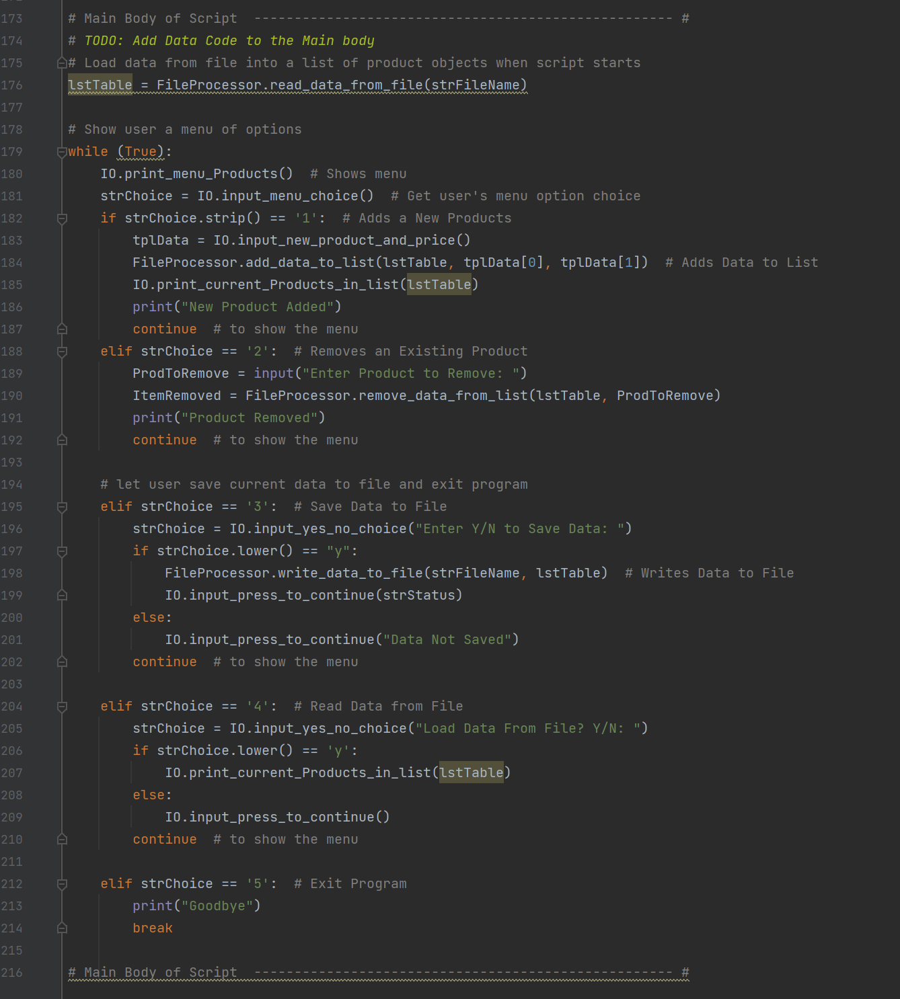 173 # Main Body of Script  ---------------------------------------------------- #
174 # TODO: Add Data Code to the Main body
175 # Load data from file into a list of product objects when script starts
176 lstTable = FileProcessor.read_data_from_file(strFileName)
177
178 # Show user a menu of options
179 while (True):
180     IO.print_menu_Products()  # Shows menu
181     strChoice = IO.input_menu_choice()  # Get user's menu option choice
182     if strChoice.strip() == '1':  # Adds a New Products
183         tplData = IO.input_new_product_and_price()
184         FileProcessor.add_data_to_list(lstTable, tplData[0], tplData[1])  # Adds Data to List
185         IO.print_current_Products_in_list(lstTable)
186         print("New Product Added")
187         continue  # to show the menu
188     elif strChoice == '2':  # Removes an Existing Product
189         ProdToRemove = input("Enter Product to Remove: ")
190         ItemRemoved = FileProcessor.remove_data_from_list(lstTable, ProdToRemove)
191         print("Product Removed")
192         continue  # to show the menu
193
194     # let user save current data to file and exit program
195     elif strChoice == '3':  # Save Data to File
196         strChoice = IO.input_yes_no_choice("Enter Y/N to Save Data: ")
197         if strChoice.lower() == "y":
198             FileProcessor.write_data_to_file(strFileName, lstTable)  # Writes Data to File
199             IO.input_press_to_continue(strStatus)
200         else:
201             IO.input_press_to_continue("Data Not Saved")
202         continue  # to show the menu
203
204     elif strChoice == '4':  # Read Data from File
205         strChoice = IO.input_yes_no_choice("Load Data From File? Y/N: ")
206         if strChoice.lower() == 'y':
207             IO.print_current_Products_in_list(lstTable)
208         else:
209             IO.input_press_to_continue()
210         continue  # to show the menu
211
212     elif strChoice == '5':  # Exit Program
213         print("Goodbye")
214         break
215
216 # Main Body of Script  ---------------------------------------------------- #